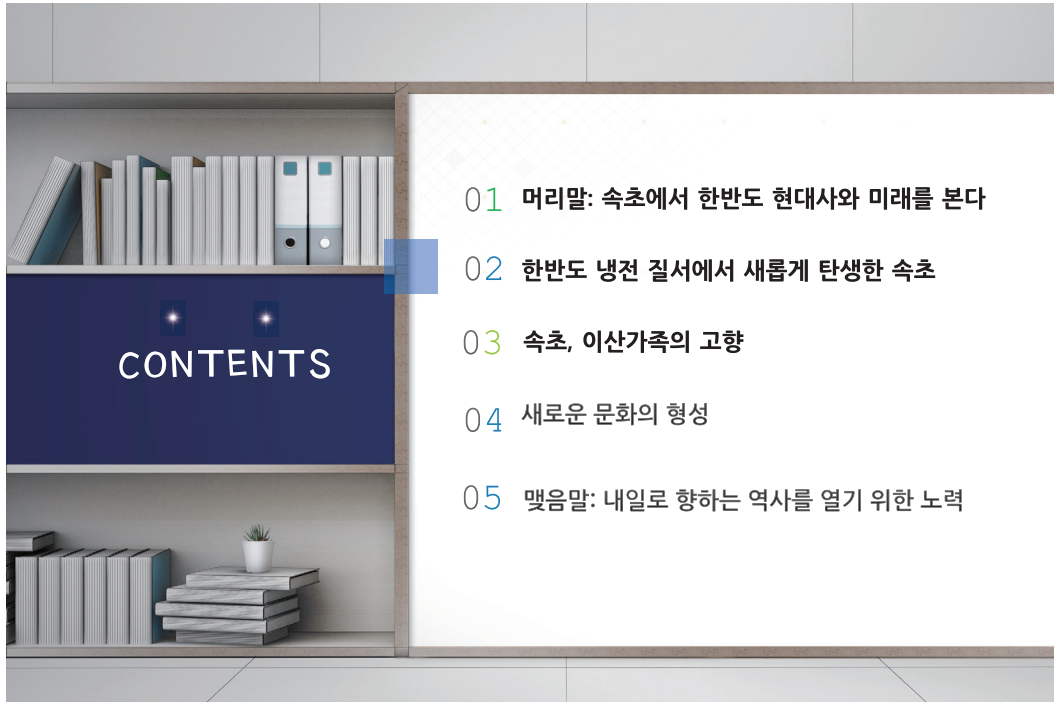 CONTENTS
01 머리말: 속초에서 한반도 현대사와 미래를 본다
02 한반도 냉전 질서에서 새롭게 탄생한 속초
03 속초, 이산가족의 고향
04 새로운 문화의 형성
05 맺음말: 내일로 향하는 역사를 열기 위한 노력